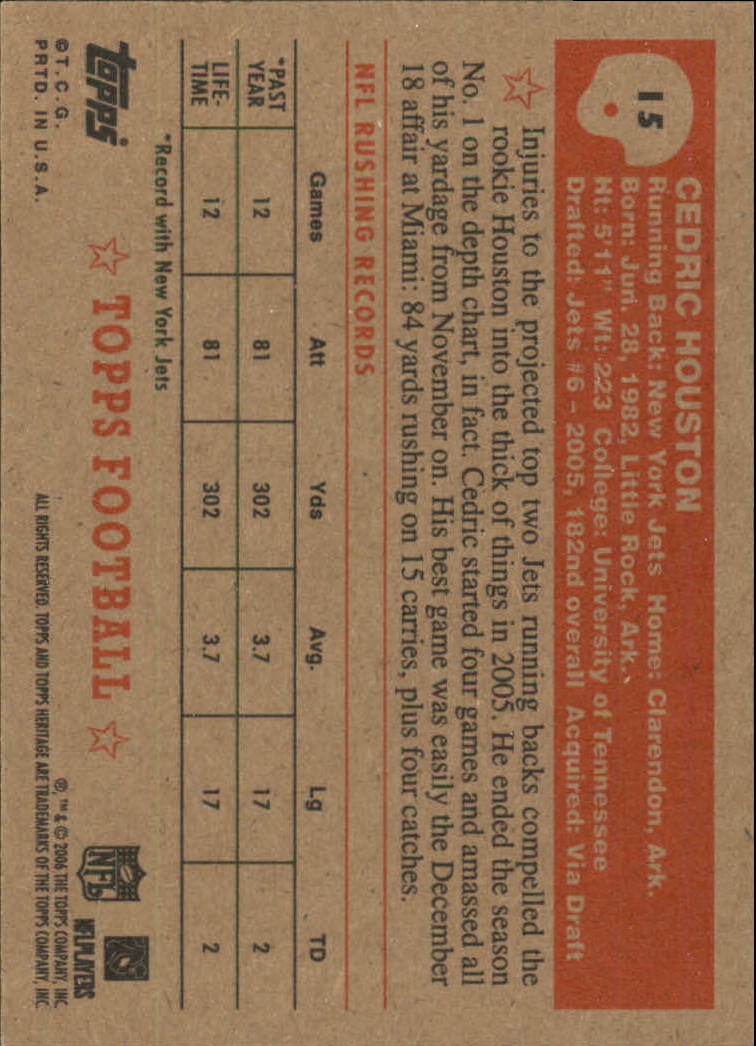 15
CEDRIC HOUSTON
Running Back: New York Jets Home: Clarendon, Ark.
Born: Jun. 28, 1982, Little Rock, Ark.
Ht: 5'11" Wt: 223 College: University of Tennessee
Drafted: Jets #6 - 2005, 182nd overall Acquired: Via Draft
Injuries to the projected top two Jets running backs compelled the
rookie Houston into the thick of things in 2005. He ended the season
No. 1 on the depth chart, in fact. Cedric started four games and amassed all
of his yardage from November on. His best game was easily the December
18 affair at Miami: 84 yards rushing on 15 carries, plus four catches.
NFL RUSHING RECORDS
Games Att Yds Avg. Lg TD
*PAST YEAR 12 81 302 3.7 17 2
LIFE-TIME 12 81 302 3.7 17 2
*Record with New York Jets
topps
TOPPS FOOTBALL
NFL
NFLPLAYERS
©T.C.G.
PRTD. IN U.S.A.
®, ™ & © 2006 THE TOPPS COMPANY, INC.
ALL RIGHTS RESERVED. TOPPS AND TOPPS HERITAGE ARE TRADEMARKS OF THE TOPPS COMPANY, INC.